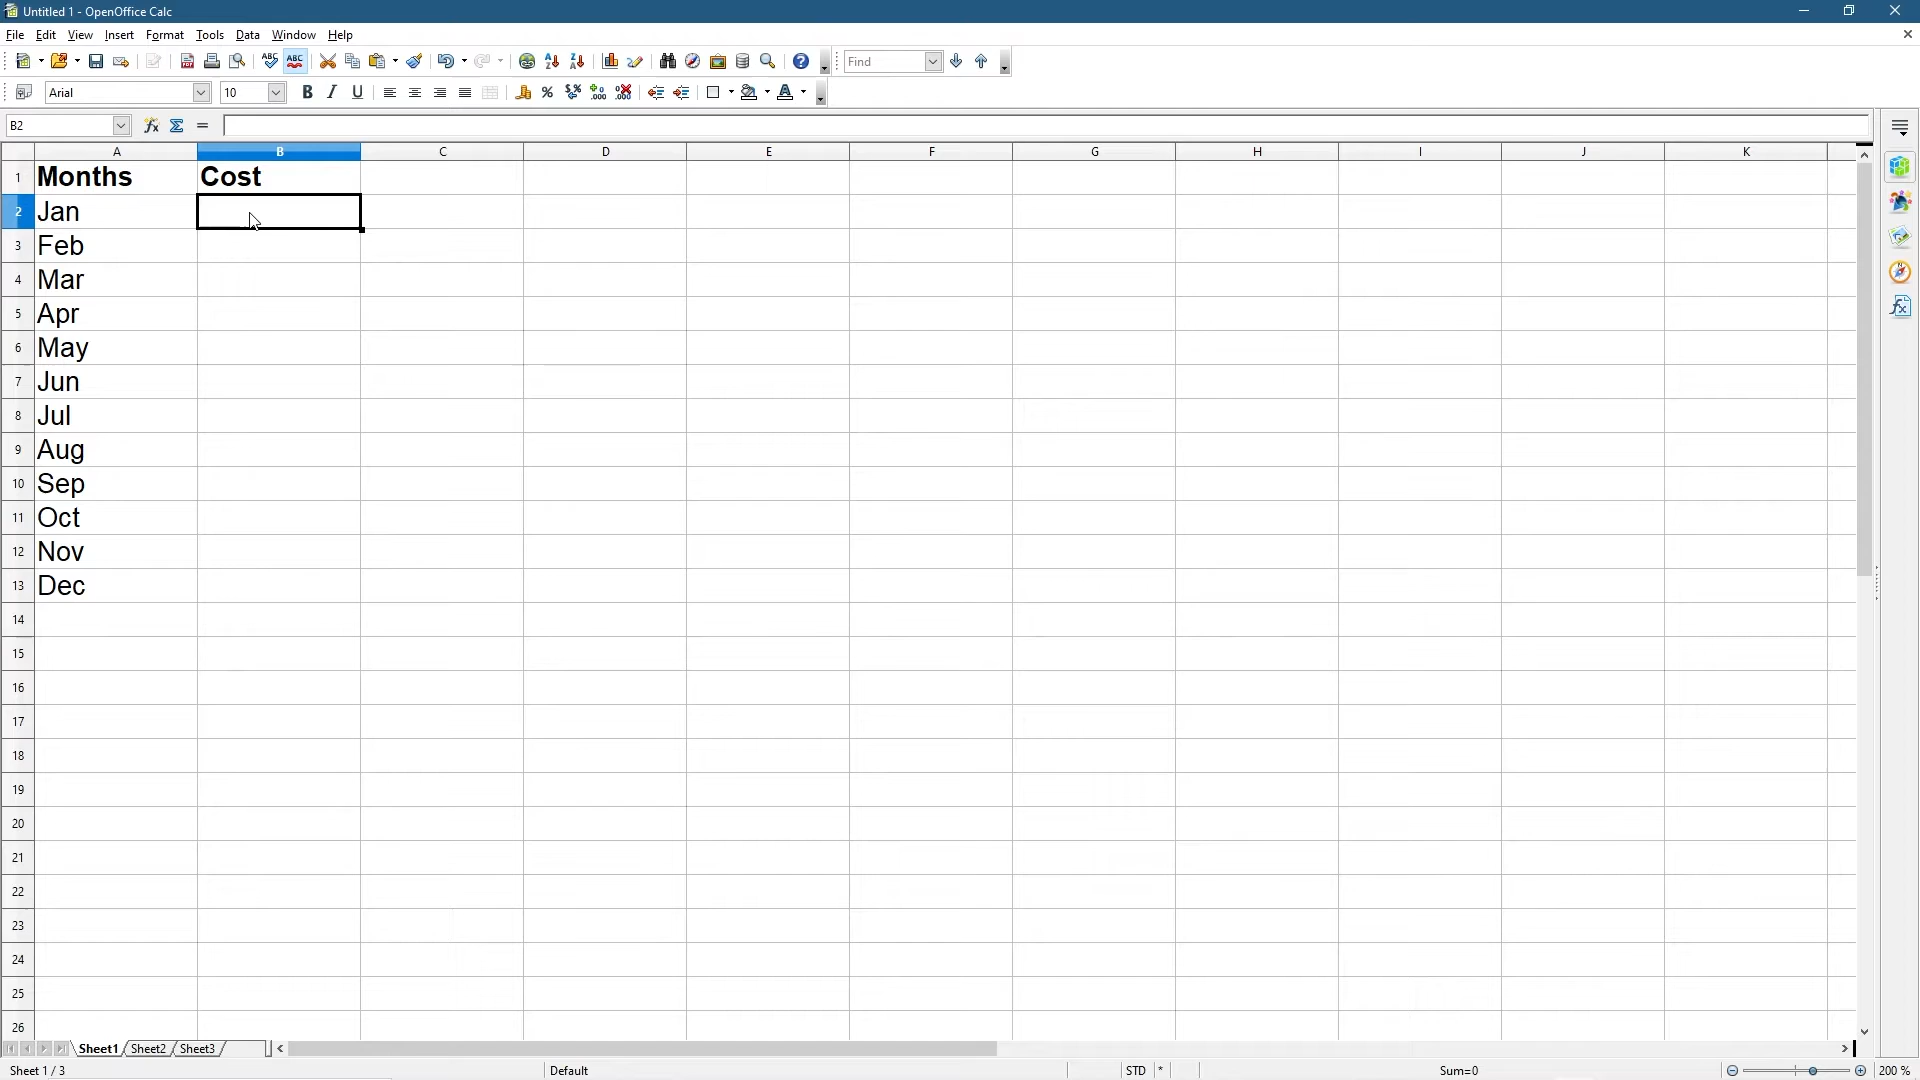 Untitled 1 - OpenOffice Calc
File Edit View Insert Format Tools Data Window Help
Find
Arial 10
B2
A B C D E F G H I J K
1 Months Cost
2 Jan
3 Feb
4 Mar
5 Apr
6 May
7 Jun
8 Jul
9 Aug
10 Sep
11 Oct
12 Nov
13 Dec
14
15
16
17
18
19
20
21
22
23
24
25
26
Sheet1 Sheet2 Sheet3
Sheet 1 / 3 Default STD * Sum=0 200 %